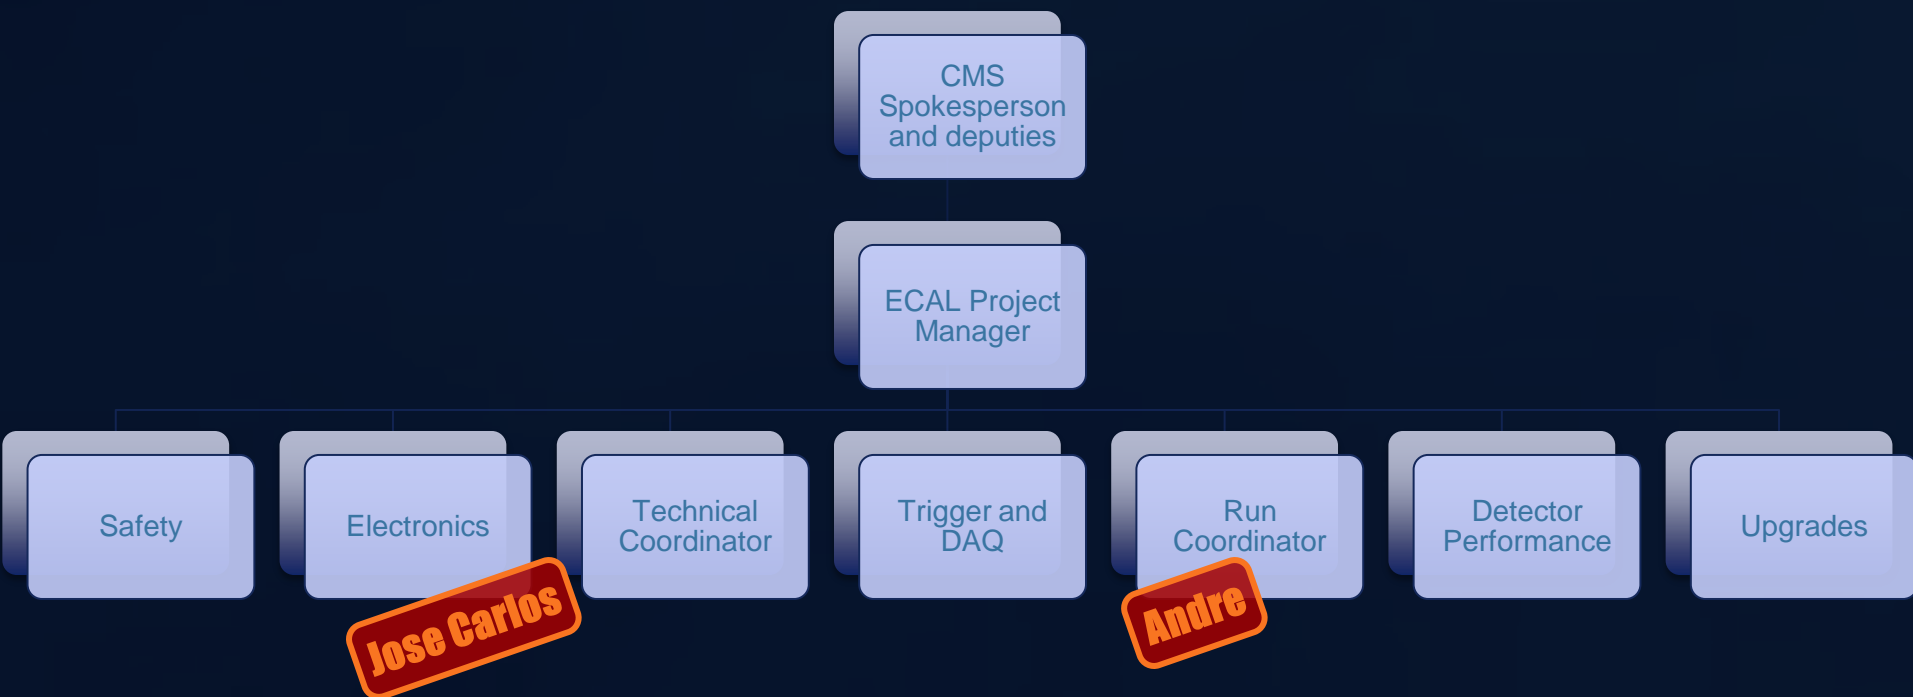 CMS
Spokesperson
and deputies
ECAL Project
Manager
Safety
Electronics
Technical
Coordinator
Trigger and
DAQ
Run
Coordinator
Detector
Performance
Upgrades
Jose Carlos
Andre